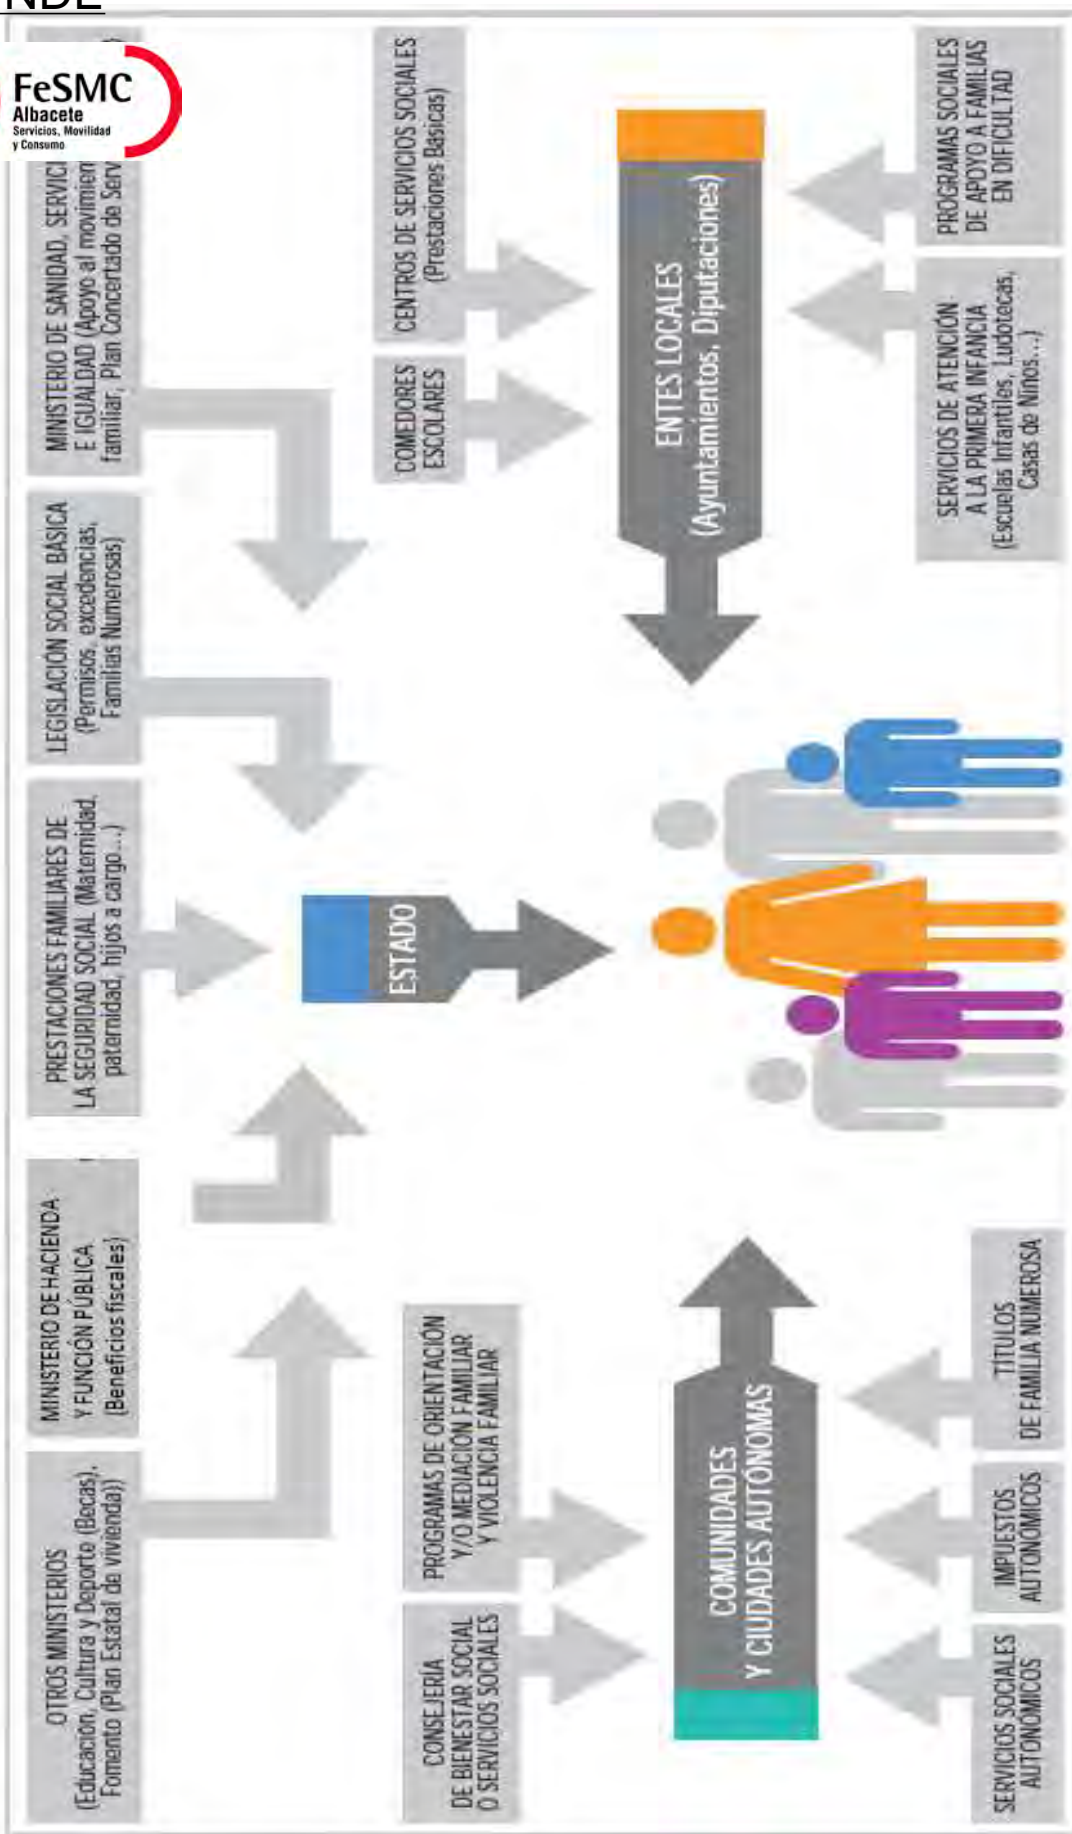 FeSMC
Albacete
Servicios, Movilidad
y Consumo
OTROS MINISTERIOS
(Educación, Cultura y Deporte (Becas),
Fomento (Plan Estatal de vivienda))
MINISTERIO DE HACIENDA
Y FUNCIÓN PÚBLICA
(Beneficios fiscales)
PRESTACIONES FAMILIARES DE
LA SEGURIDAD SOCIAL (Maternidad,
paternidad, hijos a cargo...)
LEGISLACIÓN SOCIAL BÁSICA
(Permisos, excedencias,
Familias Numerosas)
MINISTERIO DE SANIDAD,
E IGUALDAD (Apoyo al
familiar, Plan Concertado de
ESTADO
CONSEJERÍA
DE BIENESTAR SOCIAL
O SERVICIOS SOCIALES
PROGRAMAS DE ORIENTACIÓN
Y/O MEDIACIÓN FAMILIAR
Y VIOLENCIA FAMILIAR
COMUNIDADES
Y CIUDADES AUTÓNOMAS
SERVICIOS SOCIALES
AUTONÓMICOS
IMPUESTOS
AUTONÓMICOS
TÍTULOS
DE FAMILIA NUMEROSA
COMEDORES
ESCOLARES
CENTROS DE SERVICIOS SOCIALES
(Prestaciones Básicas)
ENTES LOCALES
(Ayuntamientos, Diputaciones)
SERVICIOS DE ATENCIÓN
A LA PRIMERA INFANCIA
(Escuelas Infantiles, Ludotecas,
Casas de Niños...)
PROGRAMAS SOCIALES
DE APOYO A FAMILIAS
EN DIFICULTAD